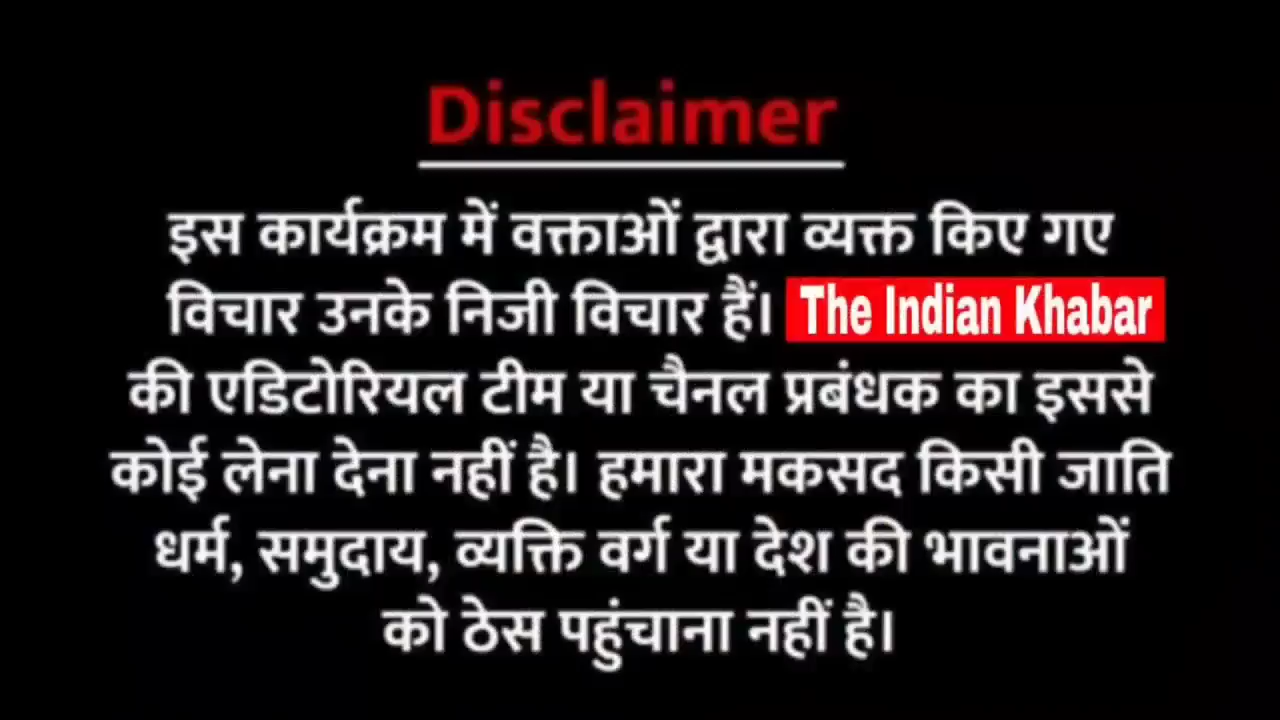 Disclaimer
इस कार्यक्रम में वक्ताओं द्वारा व्यक्त किए गए
विचार उनके निजी विचार हैं। The Indian Khabar
की एडिटोरियल टीम या चैनल प्रबंधक का इससे
कोई लेना देना नहीं है। हमारा मकसद किसी जाति
धर्म, समुदाय, व्यक्ति वर्ग या देश की भावनाओं
को ठेस पहुंचाना नहीं है।